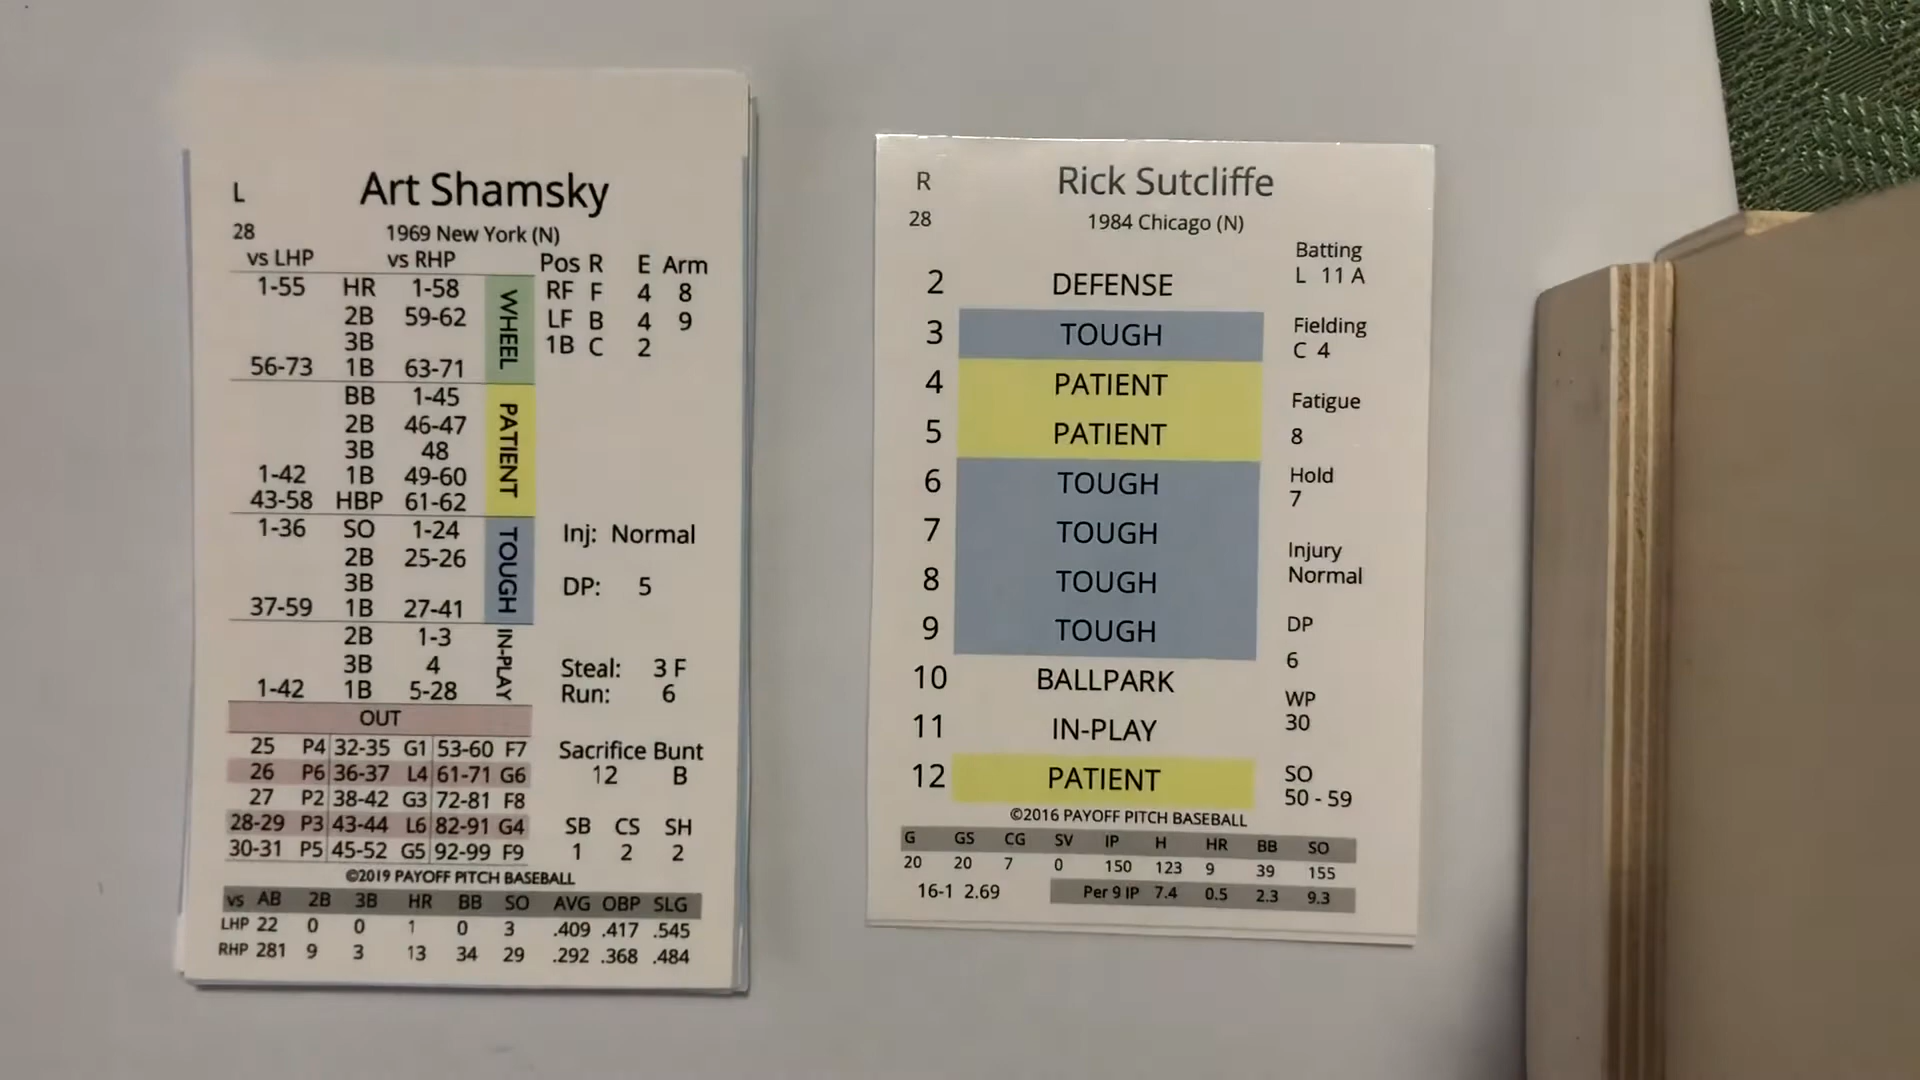 L Art Shamsky
28 1969 New York (N)
vs LHP vs RHP Pos R E Arm
1-55 HR 1-58 WHEEL RF F 4 8
2B 59-62 LF B 4 9
3B 1B C 2
56-73 1B 63-71
BB 1-45 PATIENT
2B 46-47
3B 48
1-42 1B 49-60
43-58 HBP 61-62
1-36 SO 1-24 TOUGH Inj: Normal
2B 25-26
3B DP: 5
37-59 1B 27-41
2B 1-3 IN-PLAY
3B 4 Steal: 3 F
1-42 1B 5-28 Run: 6
OUT
25 P4 32-35 G1 53-60 F7 Sacrifice Bunt
26 P6 36-37 L4 61-71 G6 12 B
27 P2 38-42 G3 72-81 F8
28-29 P3 43-44 L6 82-91 G4 SB CS SH
30-31 P5 45-52 G5 92-99 F9 1 2 2
©2019 PAYOFF PITCH BASEBALL
vs AB 2B 3B HR BB SO AVG OBP SLG
LHP 22 0 0 1 0 3 .409 .417 .545
RHP 281 9 3 13 34 29 .292 .368 .484
R Rick Sutcliffe
28 1984 Chicago (N)
Batting
L 11 A
2 DEFENSE
3 TOUGH
Fielding
C 4
4 PATIENT
Fatigue
8
5 PATIENT
6 TOUGH
Hold
7
7 TOUGH
Injury
Normal
8 TOUGH
9 TOUGH
DP
6
10 BALLPARK
WP
30
11 IN-PLAY
12 PATIENT
SO
50 - 59
©2016 PAYOFF PITCH BASEBALL
G GS CG SV IP H HR BB SO
20 20 7 0 150 123 9 39 155
16-1 2.69 Per 9 IP 7.4 0.5 2.3 9.3